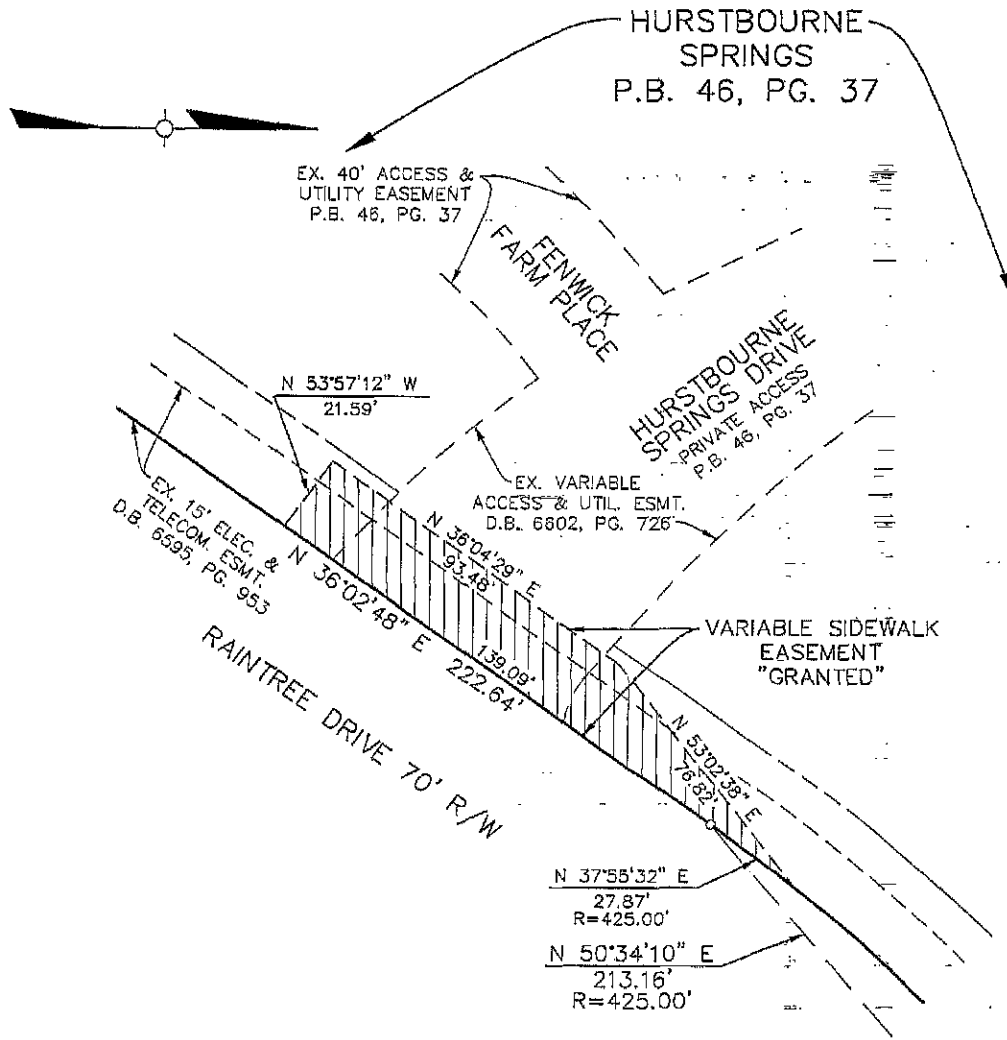 HURSTBOURNE
SPRINGS
P.B. 46, PG. 37
EX. 40' ACCESS &
UTILITY EASEMENT
P.B. 46, PG. 37
FENWICK
FARM PLACE
HURSTBOURNE
SPRINGS DRIVE
PRIVATE ACCESS
P.B. 46, PG. 37
N 53°57'12" W
21.59'
EX. VARIABLE
ACCESS & UTIL. ESMT.
D.B. 6602, PG. 726
EX. 15' ELEC. &
TELECOM. ESMT.
D.B. 6595, PG. 953
N 36°04'29" E
93.48'
139.09'
N 36°02'48" E 222.64'
VARIABLE SIDEWALK
EASEMENT
"GRANTED"
RAINTREE DRIVE 70' R/W
N 53°02'38" E
76.82'
N 37°55'32" E
27.87'
R=425.00'
N 50°34'10" E
213.16'
R=425.00'